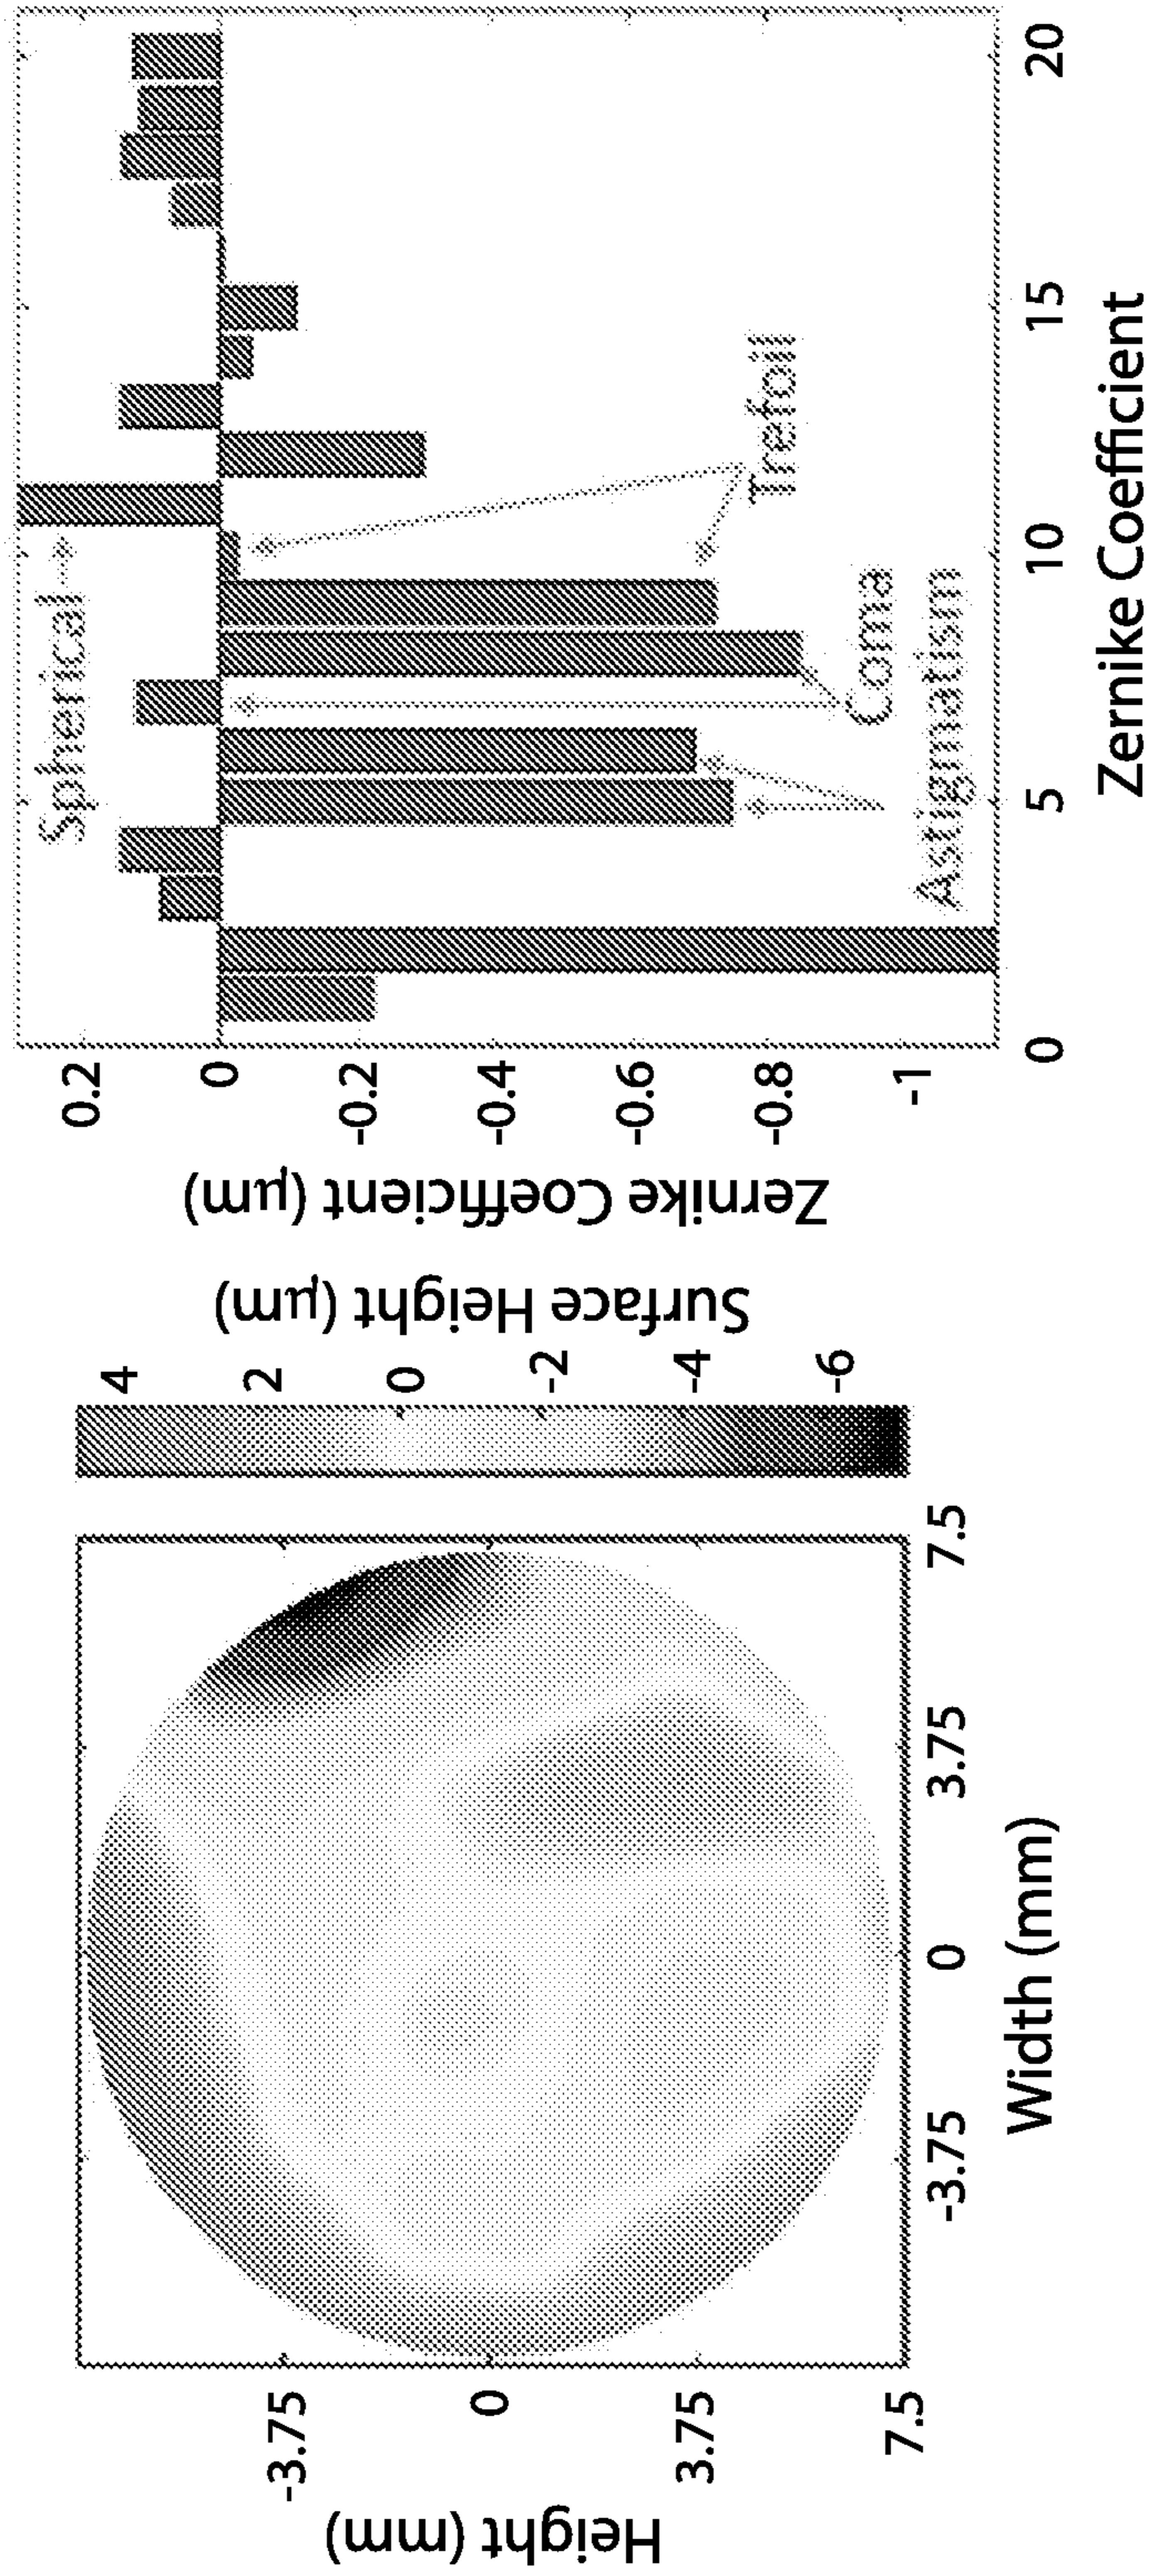 Height (mm)
-3.75
0
3.75
7.5
-3.75
0
3.75
7.5
Width (mm)
4
2
0
-2
-4
-6
Surface Height (μm)
Zernike Coefficient (μm)
0.2
0
-0.2
-0.4
-0.6
-0.8
-1
Spherical
Trefoil
Coma
Astigmatism
0
5
10
15
20
Zernike Coefficient